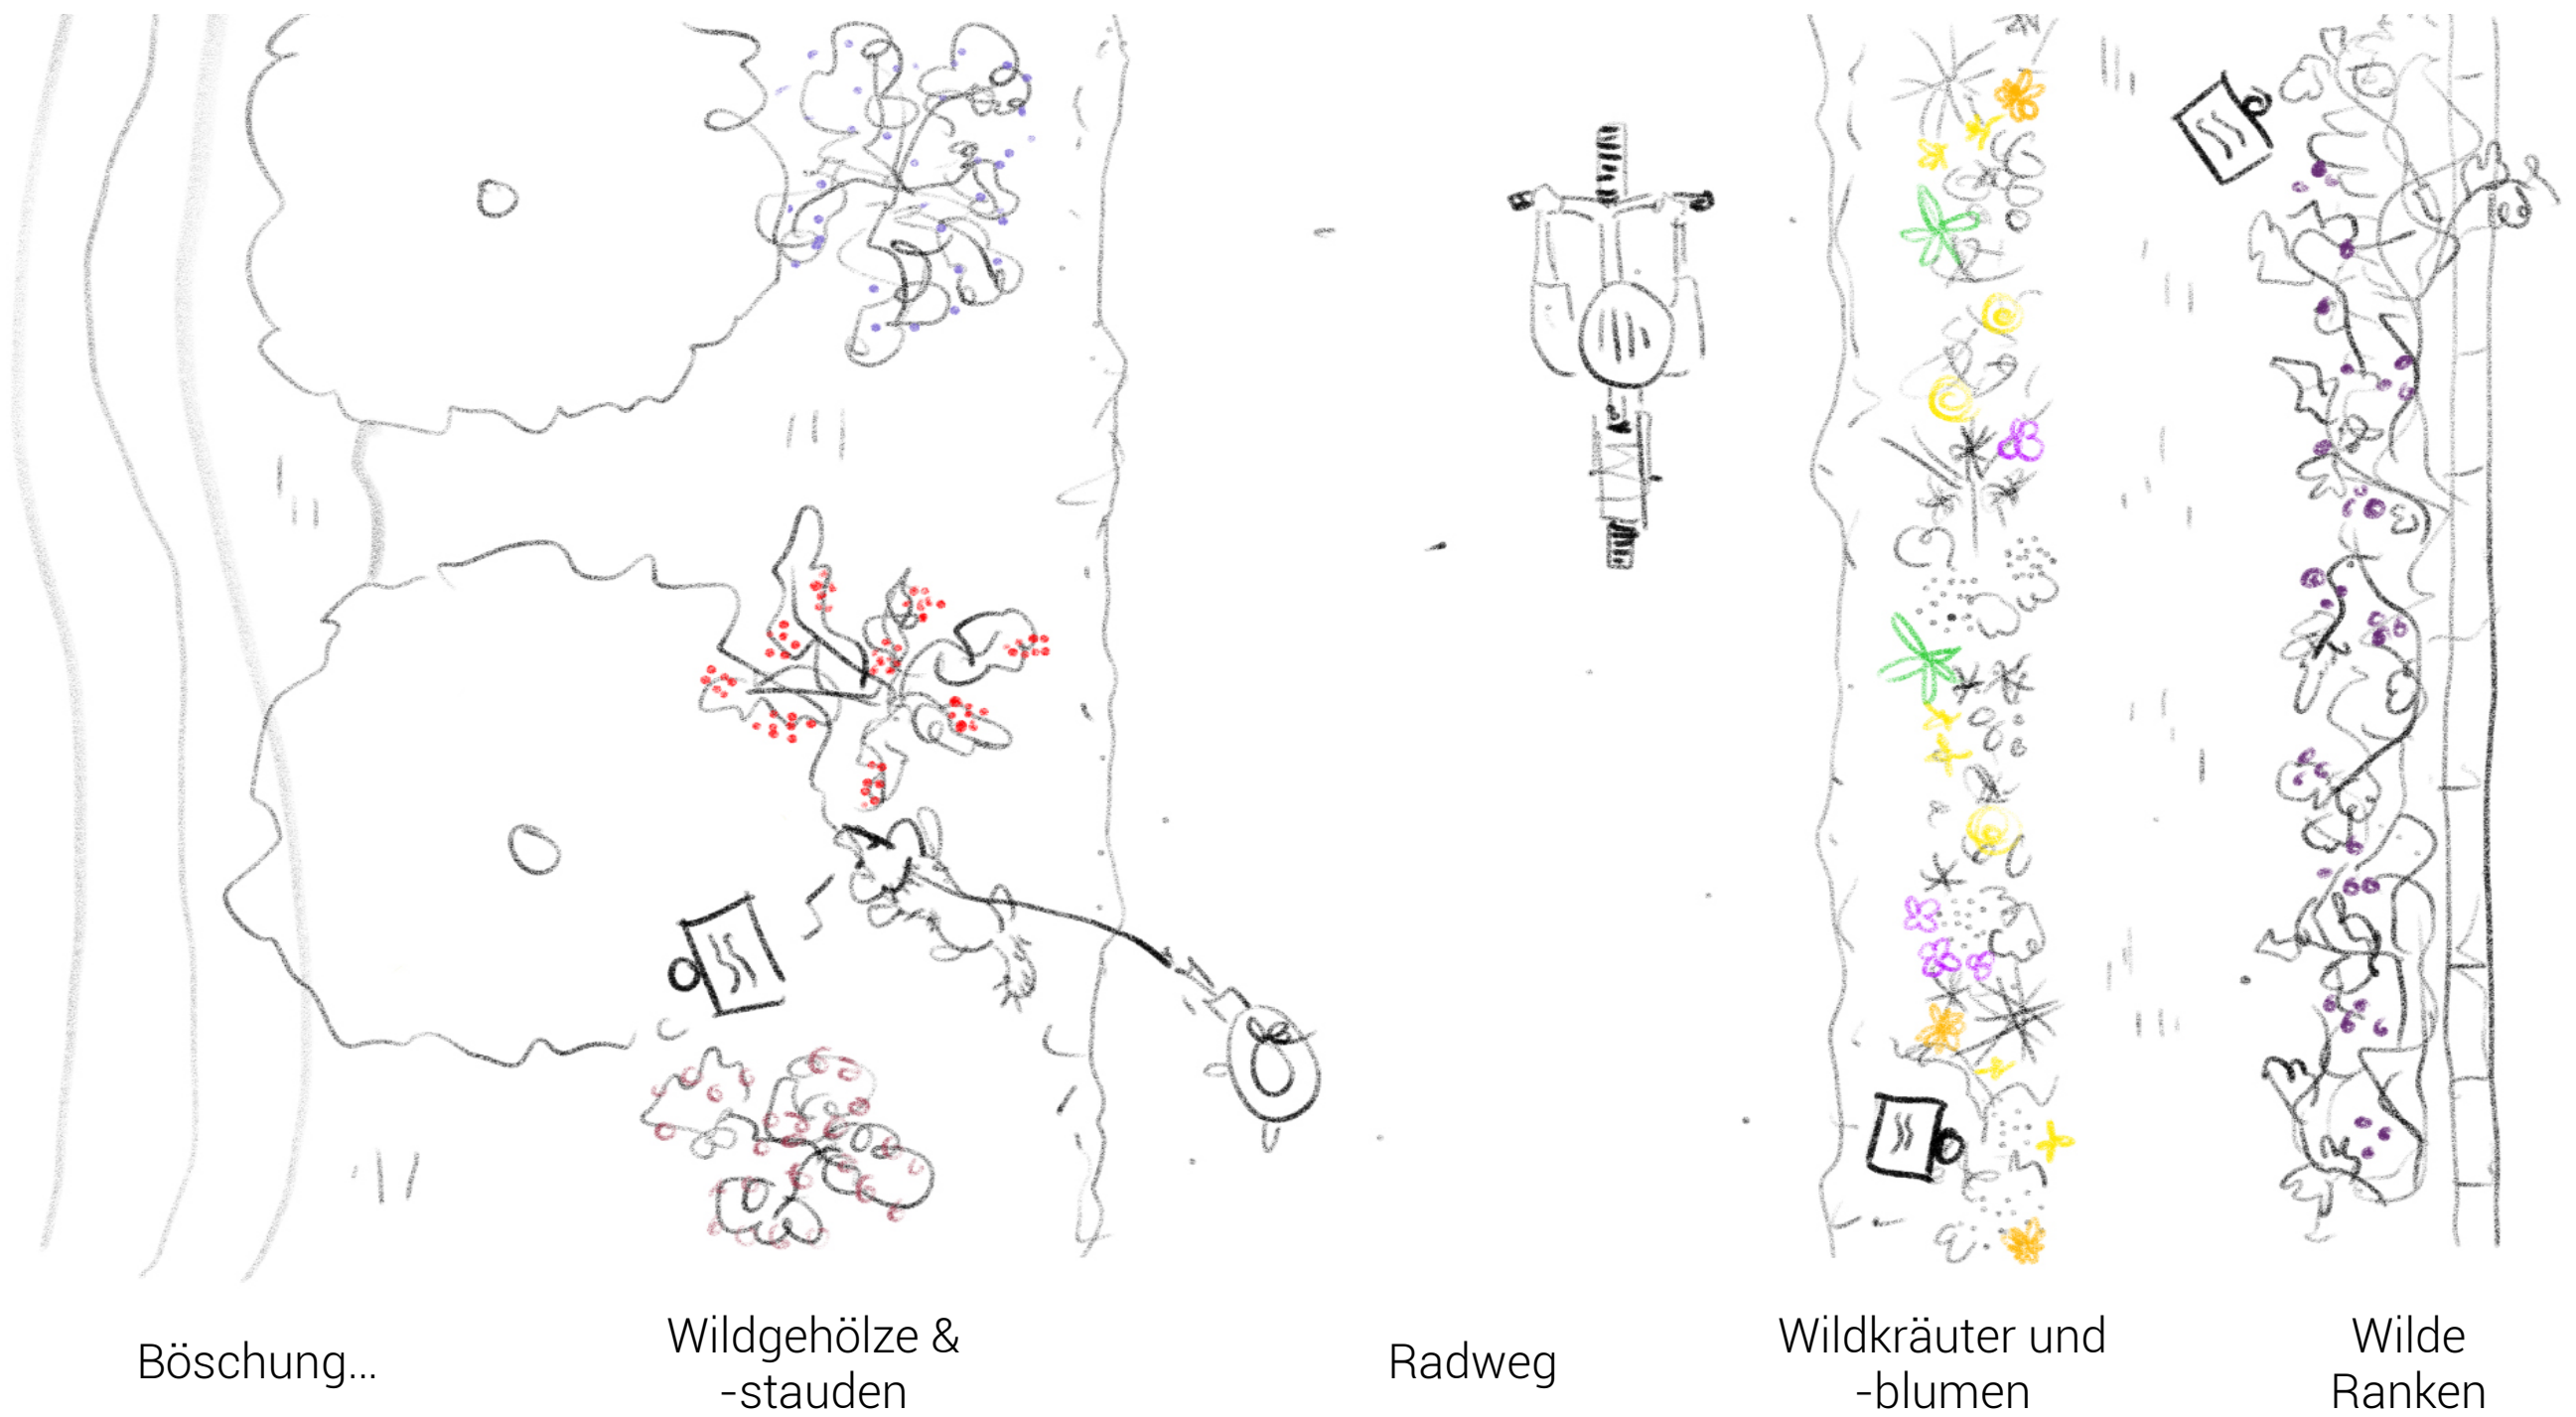 Böschung...
Wildgehölze &
-stauden
Radweg
Wildkräuter und
-blumen
Wilde
Ranken